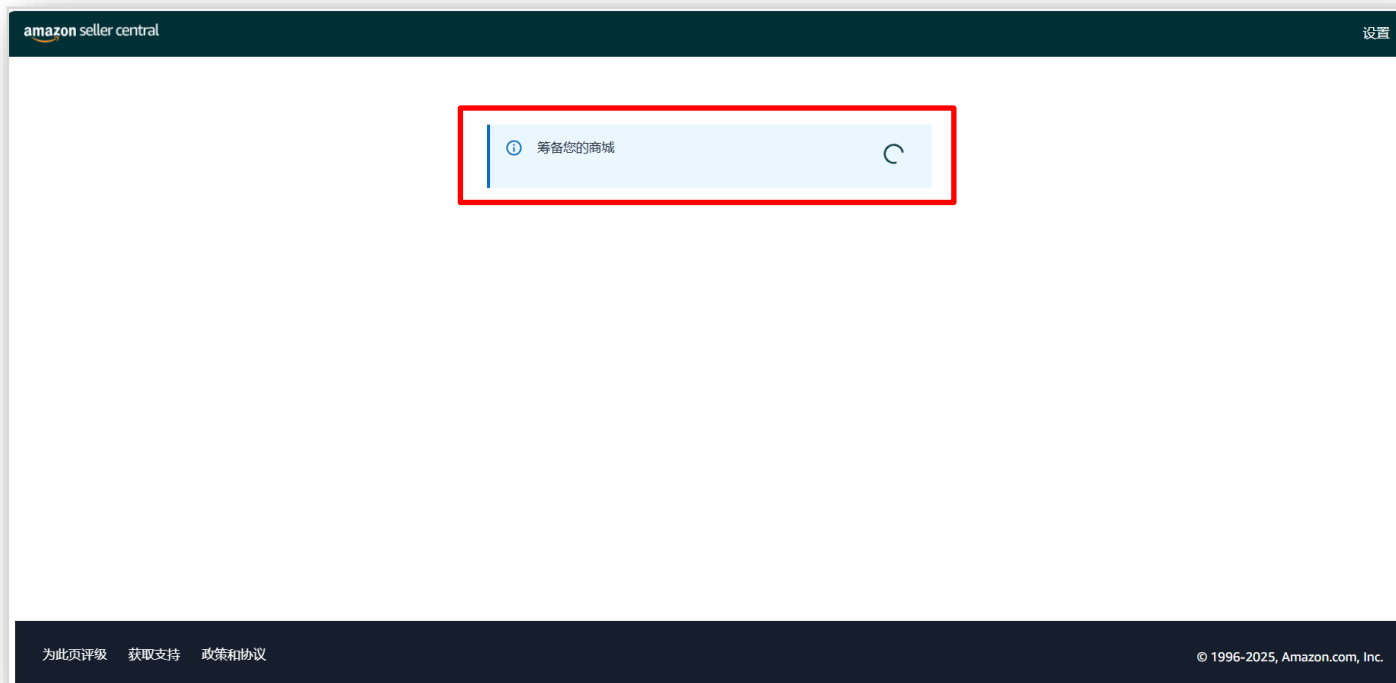 amazon seller central
设置
筹备您的商城
为此页评级 获取支持 政策和协议
© 1996-2025, Amazon.com, Inc.